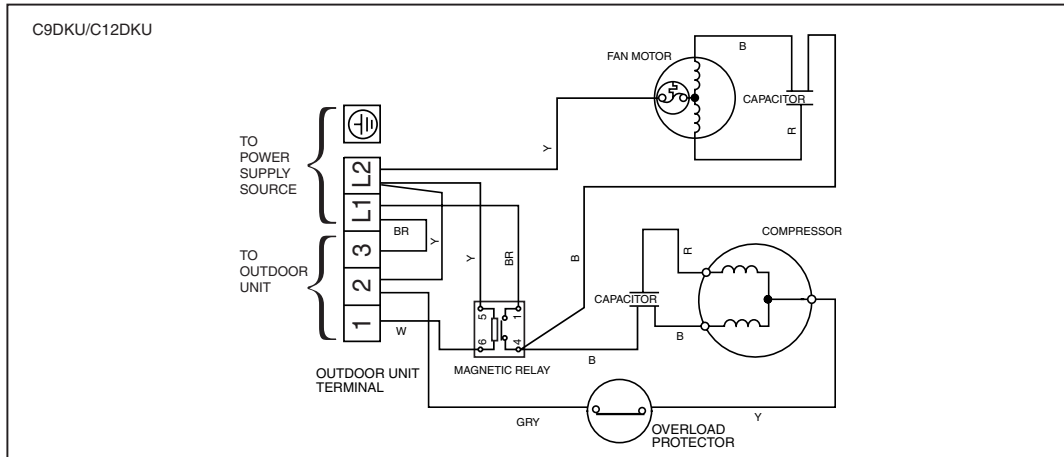 C9DKU/C12DKU
FAN MOTOR
B
CAPACITOR
R
TO
POWER
SUPPLY
SOURCE
L2
L1
3
2
1
Y
BR
Y
Y
BR
B
TO
OUTDOOR
UNIT
W
5
1
6
4
MAGNETIC RELAY
COMPRESSOR
R
CAPACITOR
B
B
OUTDOOR UNIT
TERMINAL
GRY
Y
OVERLOAD
PROTECTOR